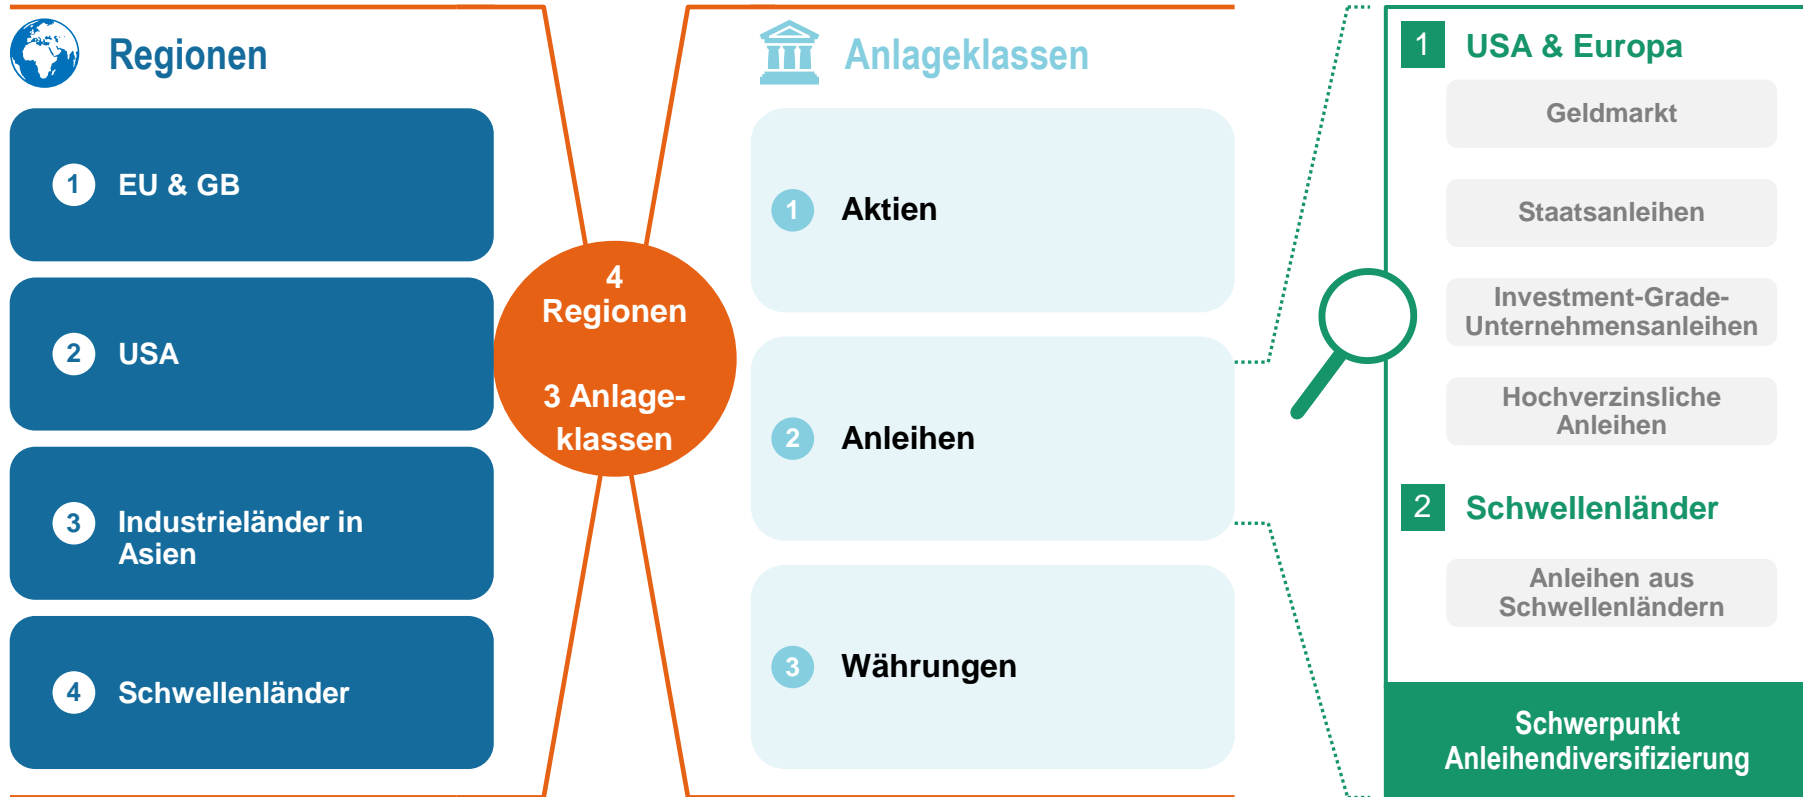 Regionen
1 EU & GB
2 USA
3 Industrieländer in
Asien
4 Schwellenländer
4
Regionen
3 Anlage-
klassen
Anlageklassen
1 Aktien
2 Anleihen
3 Währungen
1 USA & Europa
Geldmarkt
Staatsanleihen
Investment-Grade-
Unternehmensanleihen
Hochverzinsliche
Anleihen
2 Schwellenländer
Anleihen aus
Schwellenländern
Schwerpunkt
Anleihendiversifizierung